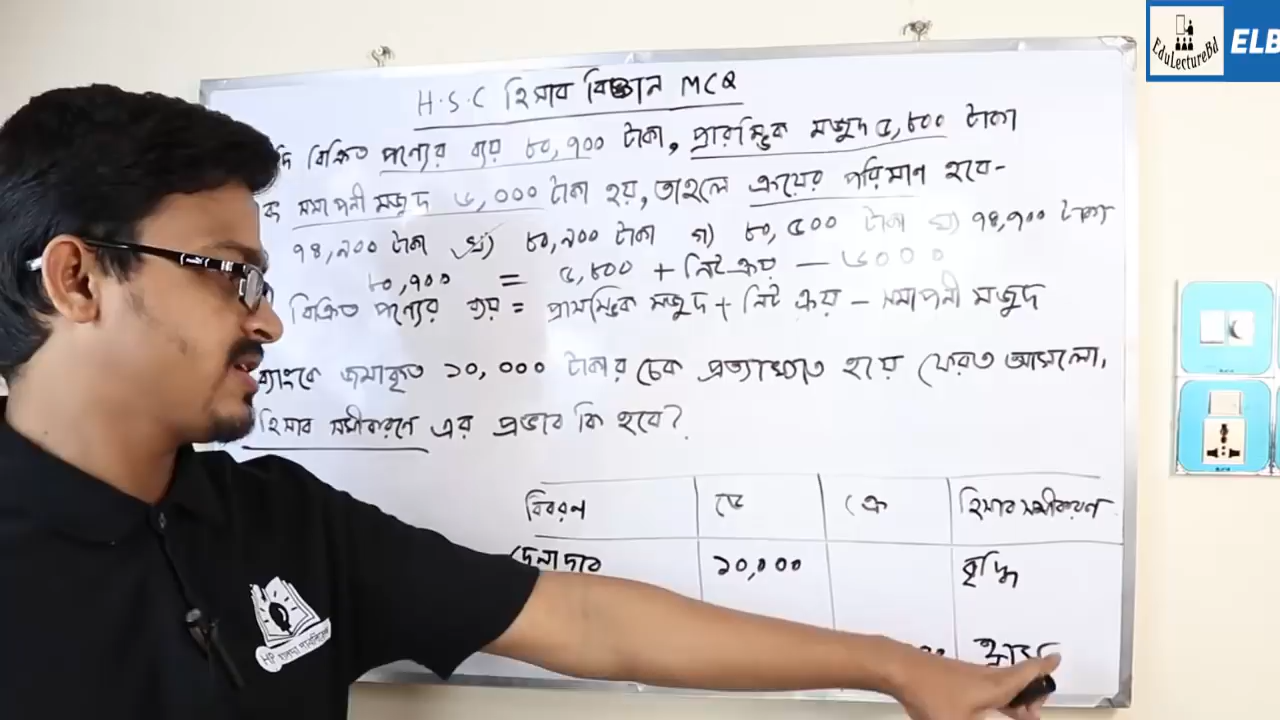 EduLectureBd
ELB
H.S.C হিসাব বিজ্ঞান MCQ
দি বিক্রিত পণ্যের ব্যয় ৮০,৭০০ টাকা, প্রারম্ভিক মজুদ ৫,৮০০ টাকা
সমাপনী মজুদ ৬,০০০ টাকা হয়, তাহলে ক্রয়ের পরিমান হবে-
৭৪,৯০০ টাকা খ) ৮০,৯০০ টাকা গ) ৮০,৫০০ টাকা ঘ) ৭৪,৭০০ টাকা
৮০,৭০০ = ৫,৮০০ + নিট ক্রয় - ৬০০০
বিক্রিত পণ্যের ব্যয় = প্রারম্ভিক মজুদ + নিট ক্রয় - সমাপনী মজুদ
ব্যাংকে জমাকৃত ১০,০০০ টাকার চেক প্রত্যাখাত হয়ে ফেরত আসলো,
হিসাব সমীকরণে এর প্রভাব কি হবে?
বিবরণ ডে ক্রে হিসাব সমীকরণ
দেনাদার ১০,০০০ বৃদ্ধি
হ্রাস
HP